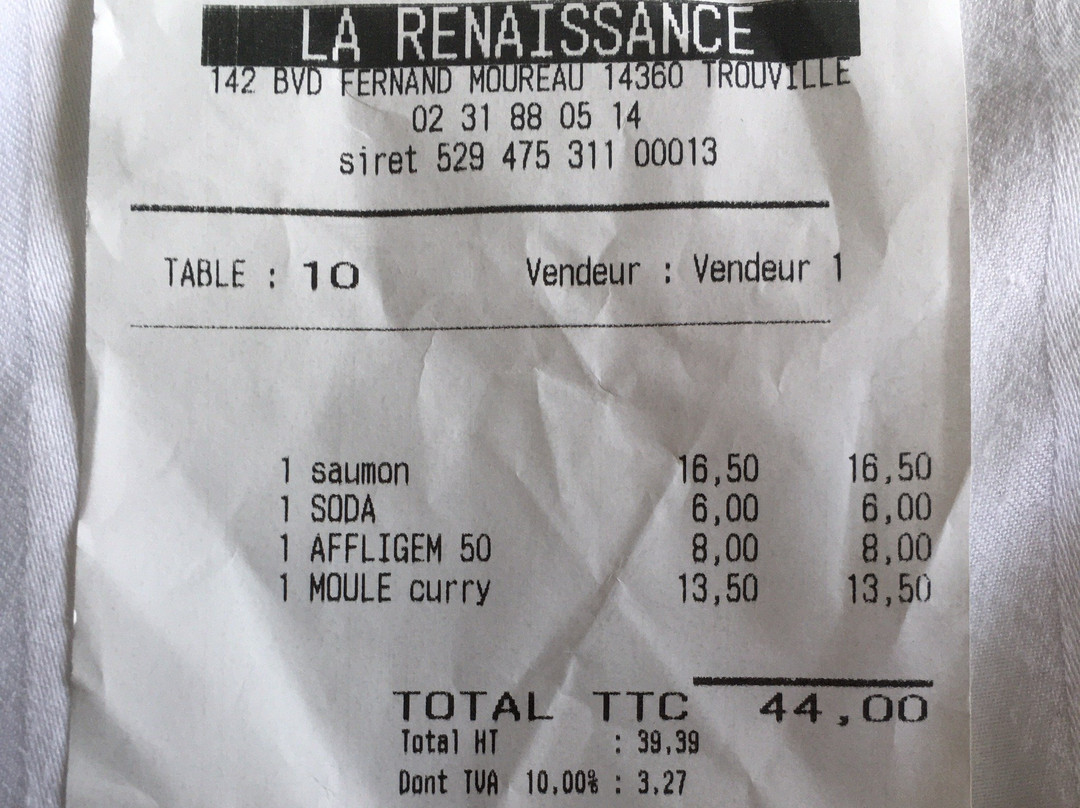 LA RENAISSANCE
142 BVD FERNAND MOUREAU 14360 TROUVILLE
02 31 88 05 14
siret 529 475 311 00013
TABLE : 10 Vendeur : Vendeur 1
1 saumon 16,50 16,50
1 SODA 6,00 6,00
1 AFFLIGEM 50 8,00 8,00
1 MOULE curry 13,50 13,50
TOTAL TTC 44,00
Total HT : 39,39
Dont TVA 10,00% : 3,27